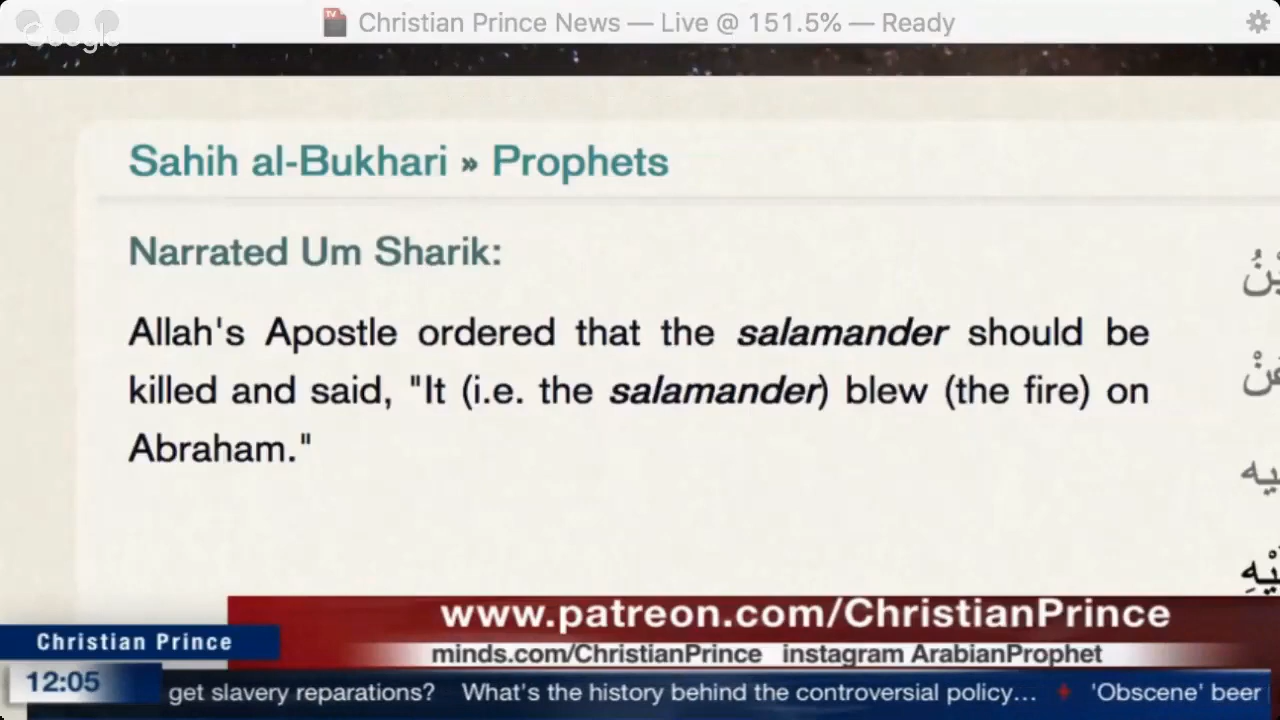 Christian Prince News — Live @ 151.5% — Ready
Google
Sahih al-Bukhari » Prophets
Narrated Um Sharik:
Allah's Apostle ordered that the salamander should be
killed and said, "It (i.e. the salamander) blew (the fire) on
Abraham."
www.patreon.com/ChristianPrince
Christian Prince
minds.com/ChristianPrince instagram ArabianProphet
12:05
get slavery reparations? What's the history behind the controversial policy... 'Obscene' beer